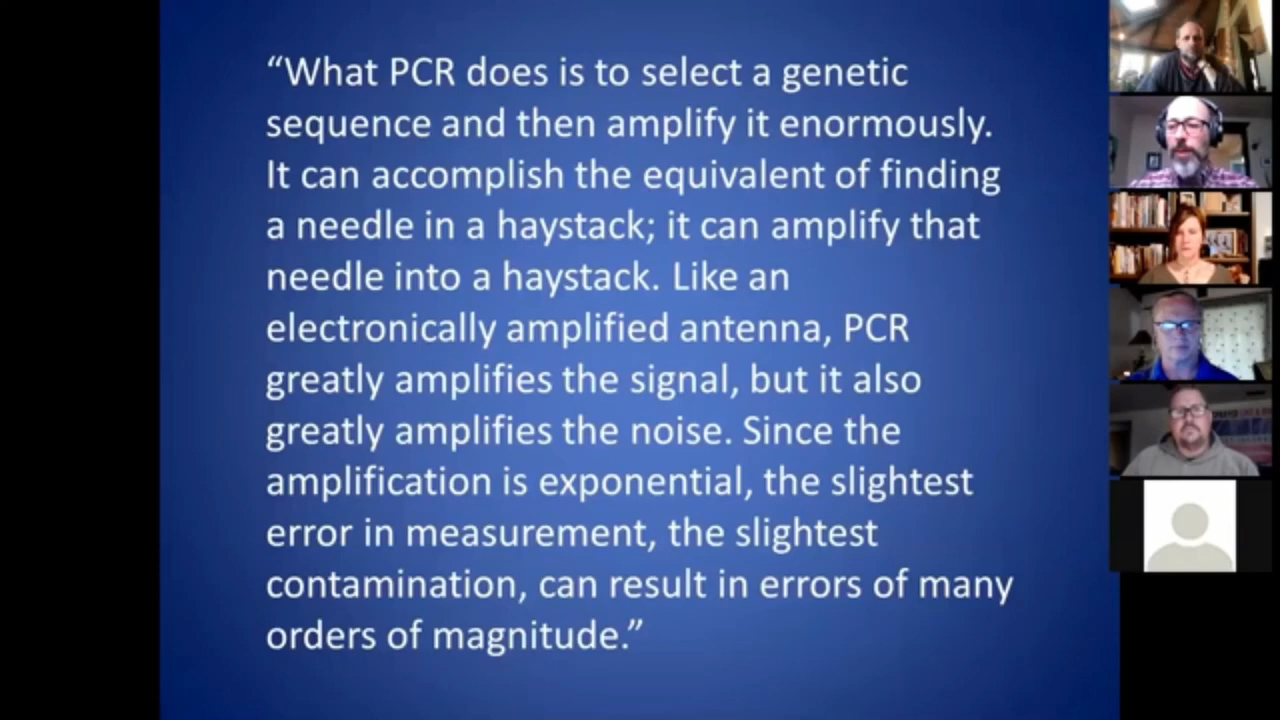 “What PCR does is to select a genetic
sequence and then amplify it enormously.
It can accomplish the equivalent of finding
a needle in a haystack; it can amplify that
needle into a haystack. Like an
electronically amplified antenna, PCR
greatly amplifies the signal, but it also
greatly amplifies the noise. Since the
amplification is exponential, the slightest
error in measurement, the slightest
contamination, can result in errors of many
orders of magnitude.”